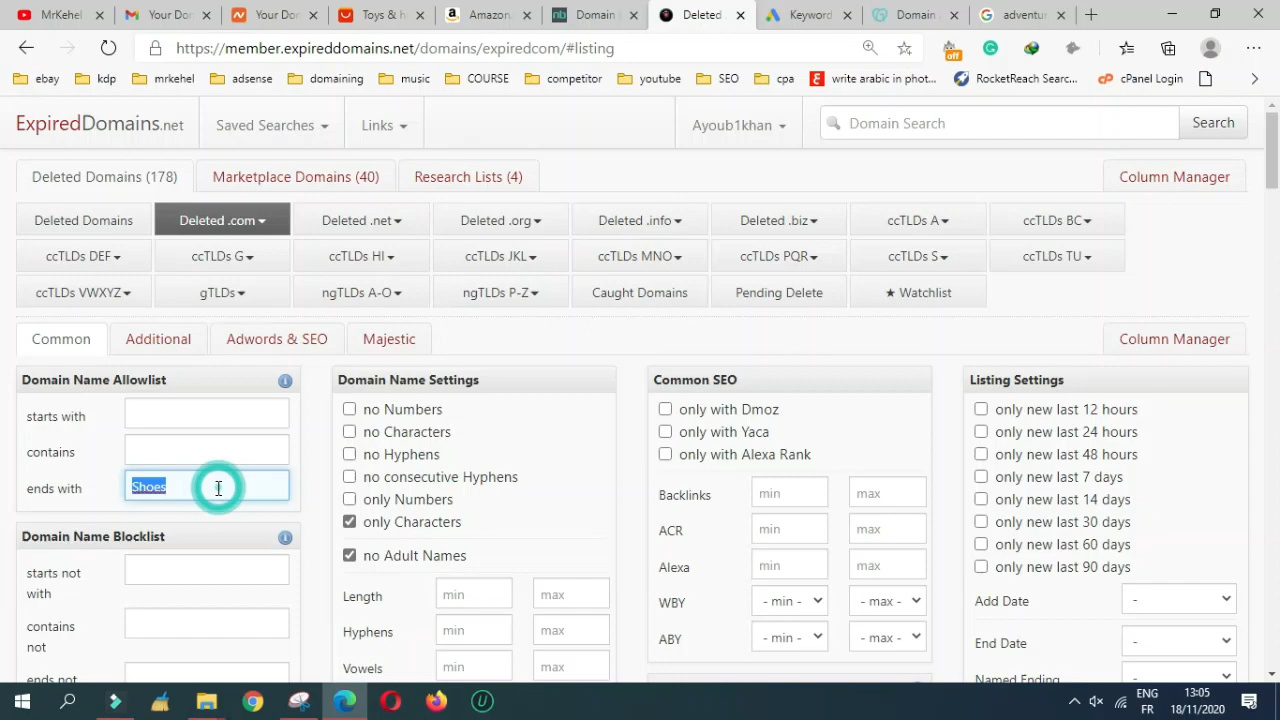 MrKehel
Your Dom
Your Do
Toys & H
Amazon.
Domain
Deleted
Keyword
Domain
adventur
https://member.expireddomains.net/domains/expiredcom/#listing
off
ebay
kdp
mrkehel
adsense
domaining
music
COURSE
competitor
youtube
SEO
cpa
write arabic in phot...
RocketReach Searc...
cPanel Login
ExpiredDomains.net
Saved Searches
Links
Ayoub1khan
Domain Search
Search
Deleted Domains (178)
Marketplace Domains (40)
Research Lists (4)
Column Manager
Deleted Domains
Deleted .com
Deleted .net
Deleted .org
Deleted .info
Deleted .biz
ccTLDs A
ccTLDs BC
ccTLDs DEF
ccTLDs G
ccTLDs HI
ccTLDs JKL
ccTLDs MNO
ccTLDs PQR
ccTLDs S
ccTLDs TU
ccTLDs VWXYZ
gTLDs
ngTLDs A-O
ngTLDs P-Z
Caught Domains
Pending Delete
★ Watchlist
Common
Additional
Adwords & SEO
Majestic
Column Manager
Domain Name Allowlist
starts with
contains
ends with
Shoes
Domain Name Blocklist
starts not
with
contains
not
ends not
Domain Name Settings
no Numbers
no Characters
no Hyphens
no consecutive Hyphens
only Numbers
only Characters
no Adult Names
Length
min
max
Hyphens
min
max
Vowels
min
max
Common SEO
only with Dmoz
only with Yaca
only with Alexa Rank
Backlinks
min
max
ACR
min
max
Alexa
min
max
WBY
- min -
- max -
ABY
- min -
- max -
Listing Settings
only new last 12 hours
only new last 24 hours
only new last 48 hours
only new last 7 days
only new last 14 days
only new last 30 days
only new last 60 days
only new last 90 days
Add Date
-
End Date
-
Named Ending
ENG
FR
13:05
18/11/2020